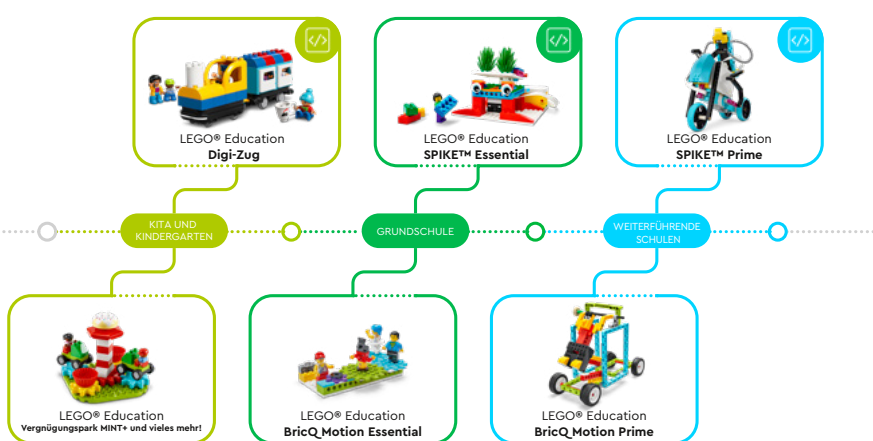 </>
</>
</>
LEGO® Education
Digi-Zug
LEGO® Education
SPIKE™ Essential
LEGO® Education
SPIKE™ Prime
KITA UND
KINDERGARTEN
GRUNDSCHULE
WEITERFÜHRENDE
SCHULEN
LEGO® Education
Vergnügungspark MINT+ und vieles mehr!
LEGO® Education
BricQ Motion Essential
LEGO® Education
BricQ Motion Prime